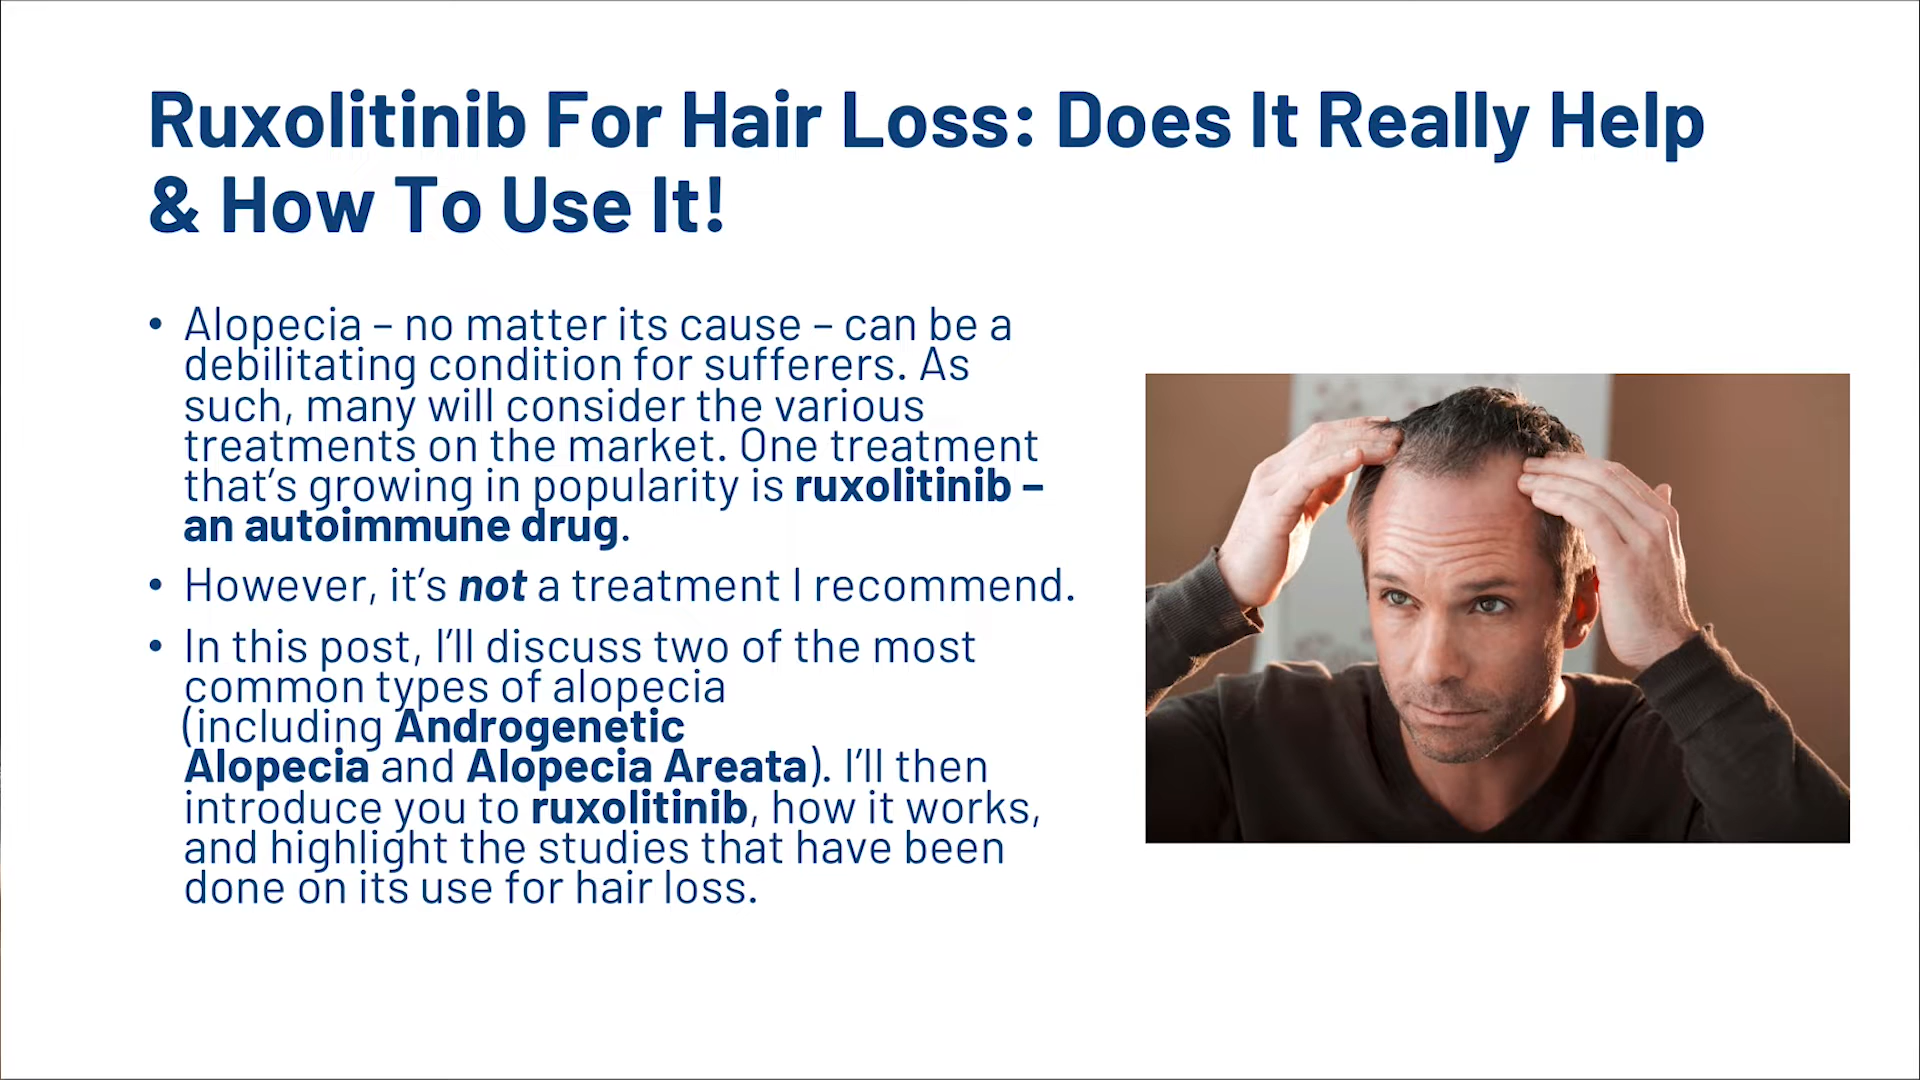 Ruxolitinib For Hair Loss: Does It Really Help
& How To Use It!
• Alopecia – no matter its cause – can be a
debilitating condition for sufferers. As
such, many will consider the various
treatments on the market. One treatment
that’s growing in popularity is ruxolitinib –
an autoimmune drug.
• However, it’s not a treatment I recommend.
• In this post, I’ll discuss two of the most
common types of alopecia
(including Androgenetic
Alopecia and Alopecia Areata). I’ll then
introduce you to ruxolitinib, how it works,
and highlight the studies that have been
done on its use for hair loss.